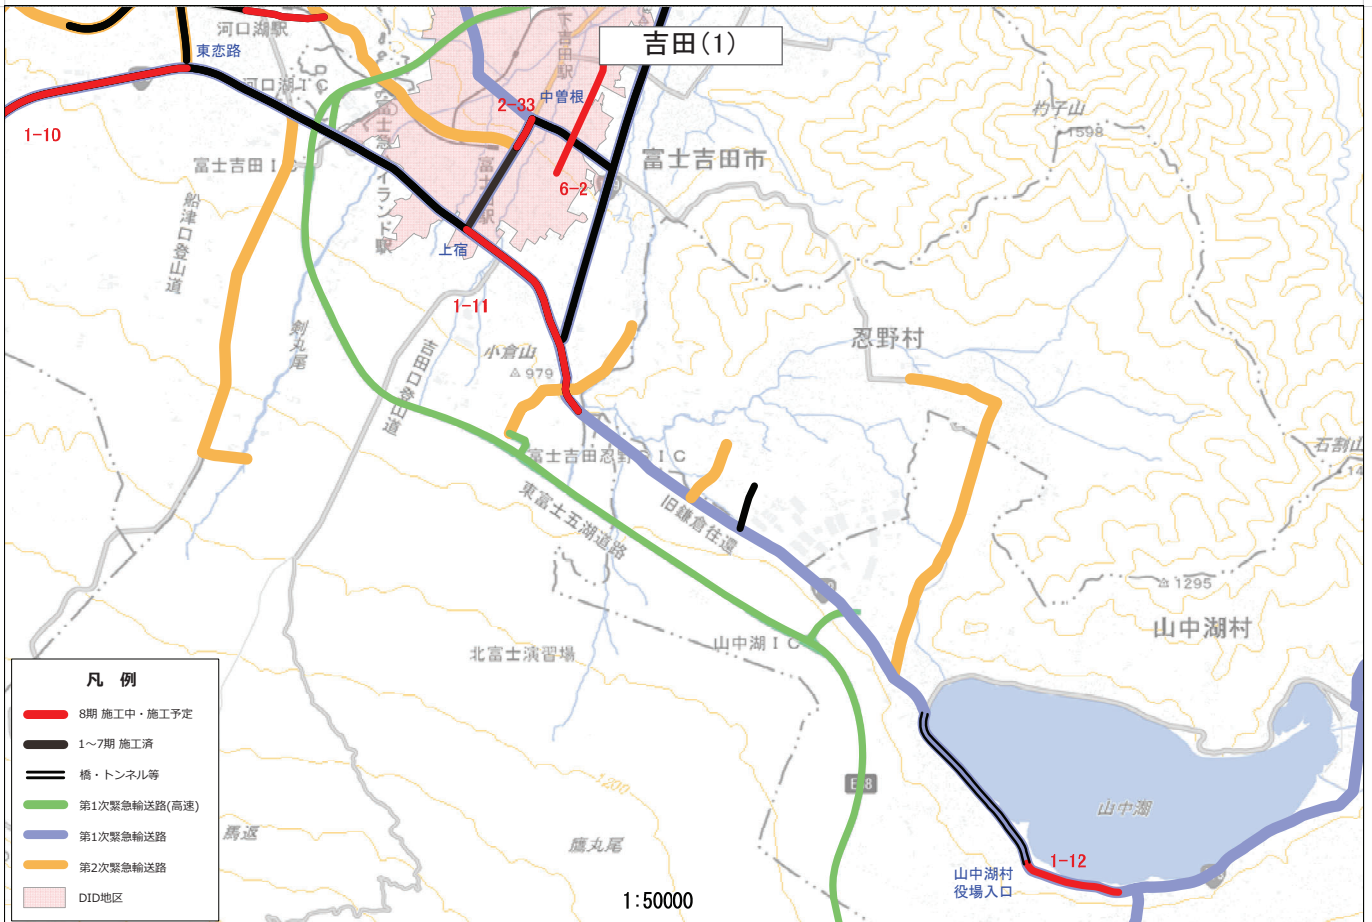 吉田(1)
河口湖駅
東恋路
河口湖IC
1-10
富士吉田I
船津口登山道
剣丸尾
吉田口登山道
下吉田駅
2-33
中曽根
6-2
富士吉田市
杓子山
1598
上宿
1-11
小倉山
979
忍野村
石割山
富士吉田忍野
IC
東富士五湖道路
旧鎌倉往還
1295
山中湖村
山中湖IC
北富士演習場
E
8
山中湖
1-12
山中湖村
役場入口
1200
馬返
鷹丸尾
1:50000
凡 例
8期 施工中・施工予定
1～7期 施工済
橋・トンネル等
第1次緊急輸送路(高速)
第1次緊急輸送路
第2次緊急輸送路
DID地区